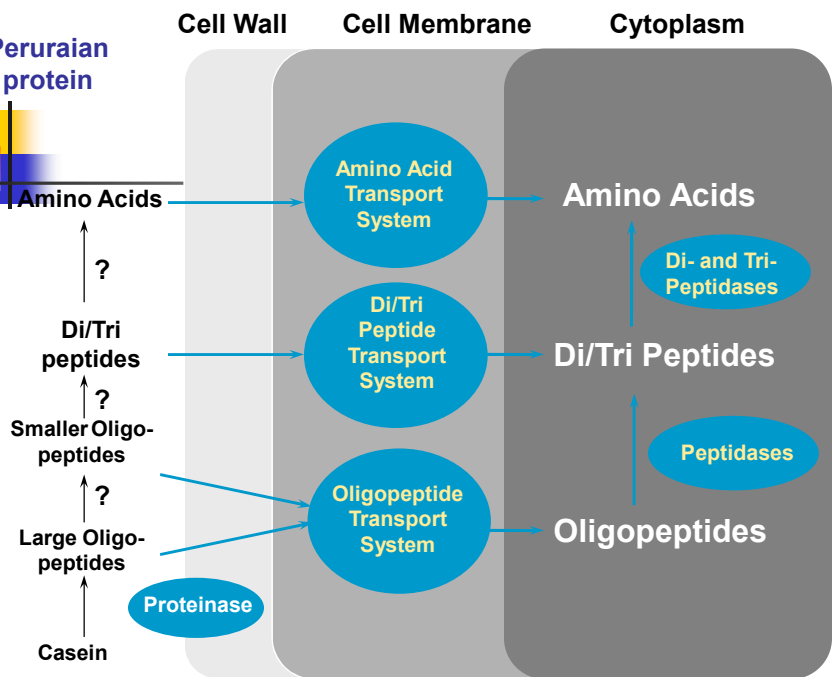 Cell Wall
Cell Membrane
Cytoplasm
Peruraian
protein
Amino Acids
?
Di/Tri
peptides
?
Smaller Oligo-
peptides
?
Large Oligo-
peptides
Casein
Proteinase
Amino Acid
Transport
System
Di/Tri
Peptide
Transport
System
Oligopeptide
Transport
System
Amino Acids
Di- and Tri-
Peptidases
Di/Tri Peptides
Peptidases
Oligopeptides